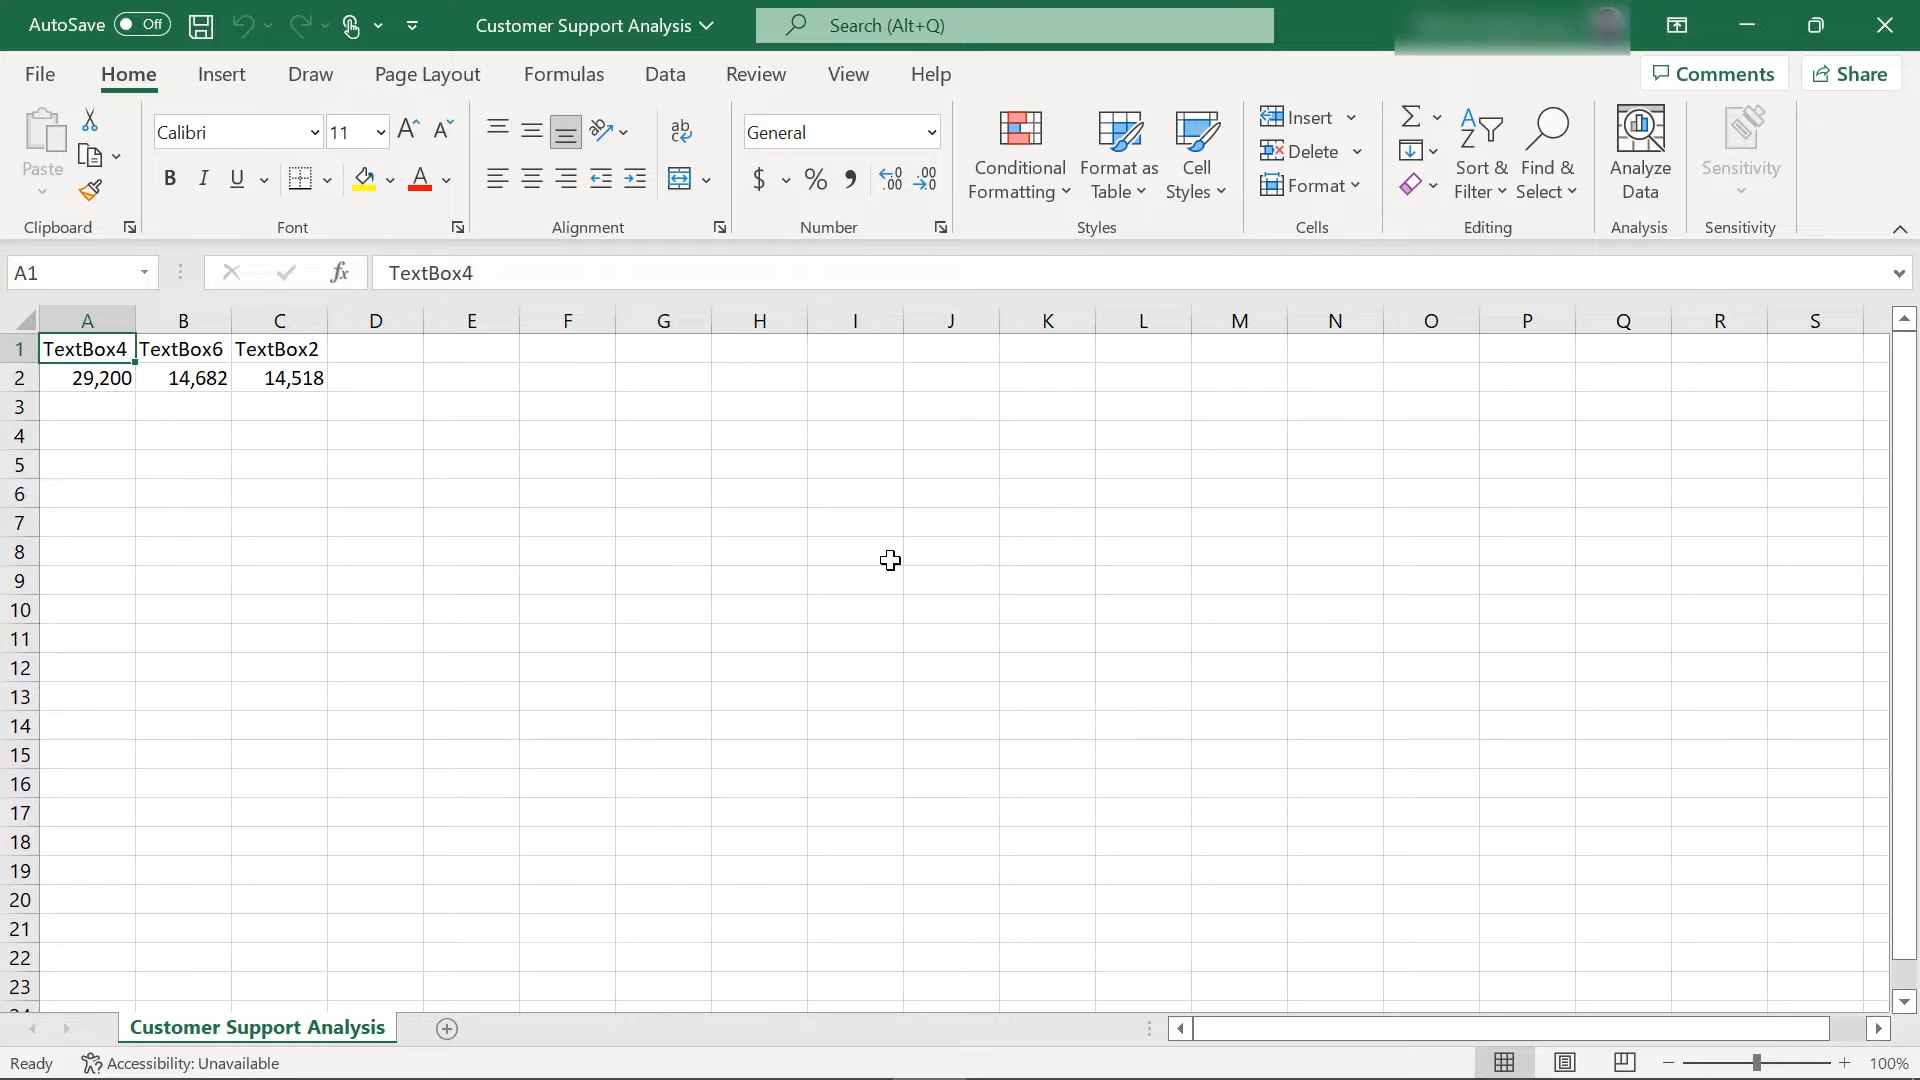 AutoSave Off Customer Support Analysis Search (Alt+Q)
File Home Insert Draw Page Layout Formulas Data Review View Help Comments Share
Paste Calibri 11 General Conditional Formatting Format as Table Cell Styles Insert Delete Format Sort & Filter Find & Select Analyze Data Sensitivity
Clipboard Font Alignment Number Styles Cells Editing Analysis Sensitivity
A1 fx TextBox4
A B C D E F G H I J K L M N O P Q R S
1 TextBox4 TextBox6 TextBox2
2 29,200 14,682 14,518
3
4
5
6
7
8
9
10
11
12
13
14
15
16
17
18
19
20
21
22
23
Customer Support Analysis
Ready Accessibility: Unavailable 100%